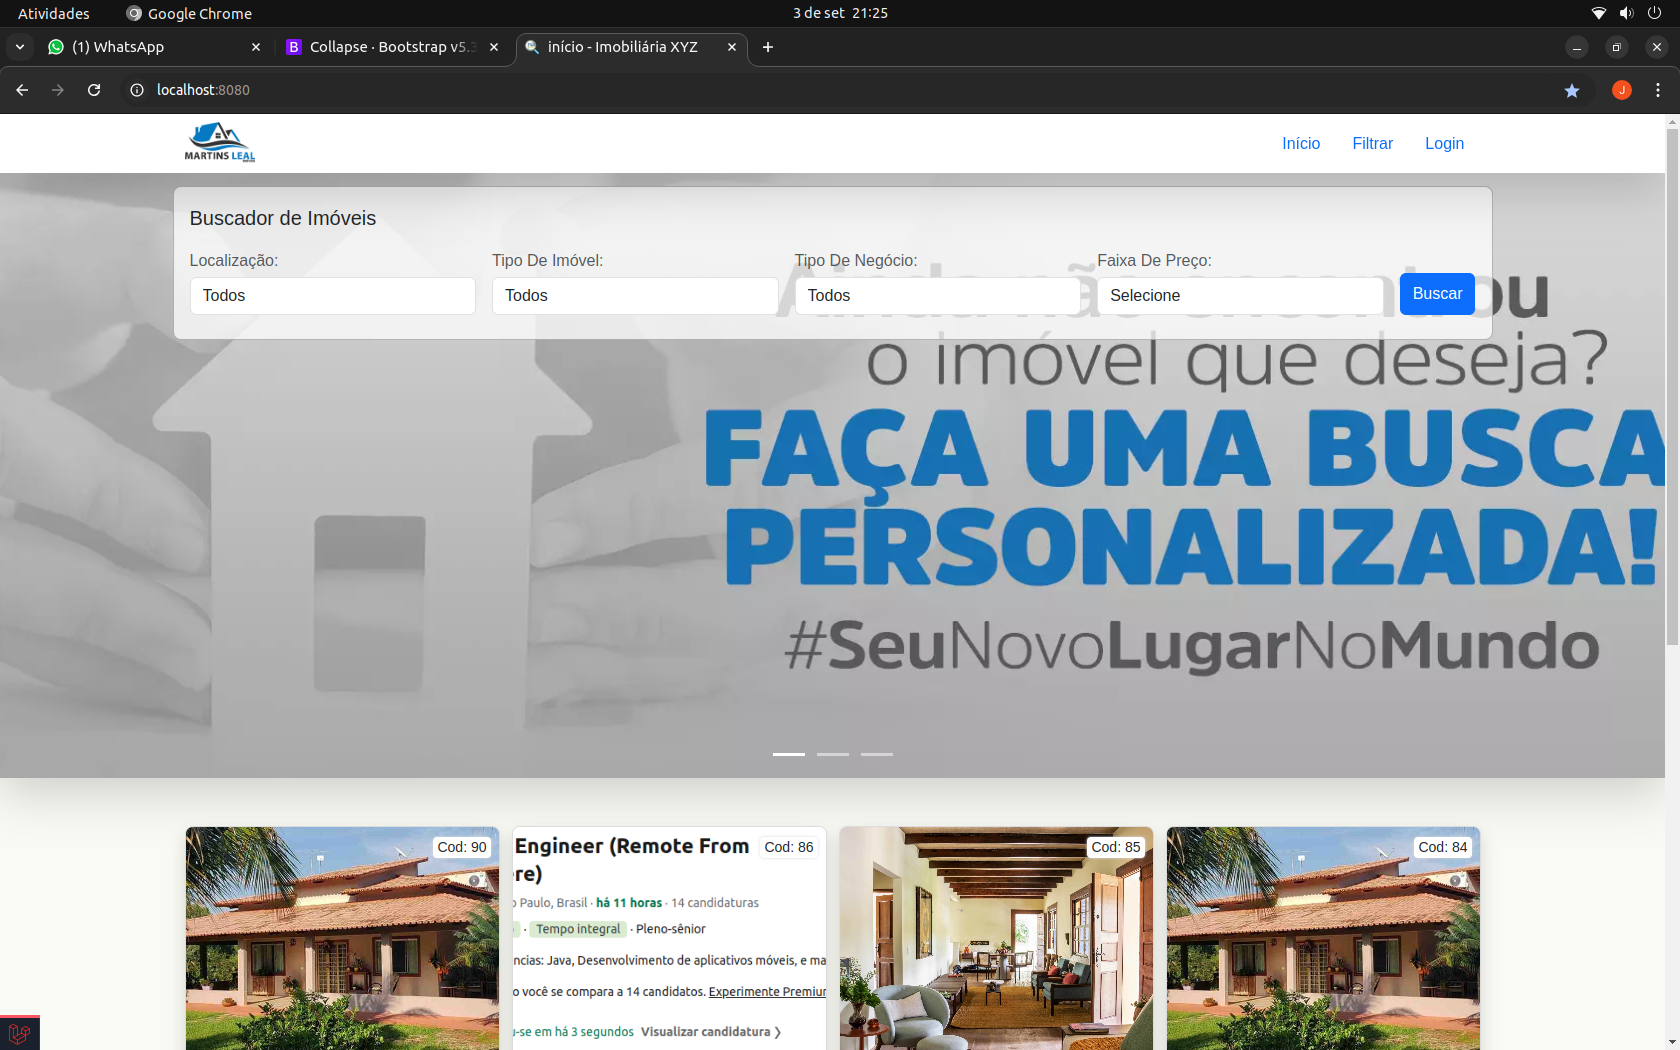 Atividades
Google Chrome
3 de set 21:25
(1) WhatsApp
Collapse · Bootstrap v5.3
início - Imobiliária XYZ
localhost:8080
MARTINS LEAL
Início
Filtrar
Login
Buscador de Imóveis
Localização:
Tipo De Imóvel:
Tipo De Negócio:
Faixa De Preço:
Todos
Todos
Todos
Selecione
Buscar
Ainda não encontrou
o imóvel que deseja?
FAÇA UMA BUSCA
PERSONALIZADA!
#SeuNovoLugarNoMundo
Cod: 90
Engineer (Remote From
re)
Cod: 86
Paulo, Brasil · há 11 horas · 14 candidaturas
· Tempo integral · Pleno-sênior
ncias: Java, Desenvolvimento de aplicativos móveis, e ma
o você se compara a 14 candidatos. Experimente Premiur
-se em há 3 segundos Visualizar candidatura ❯
Cod: 85
Cod: 84